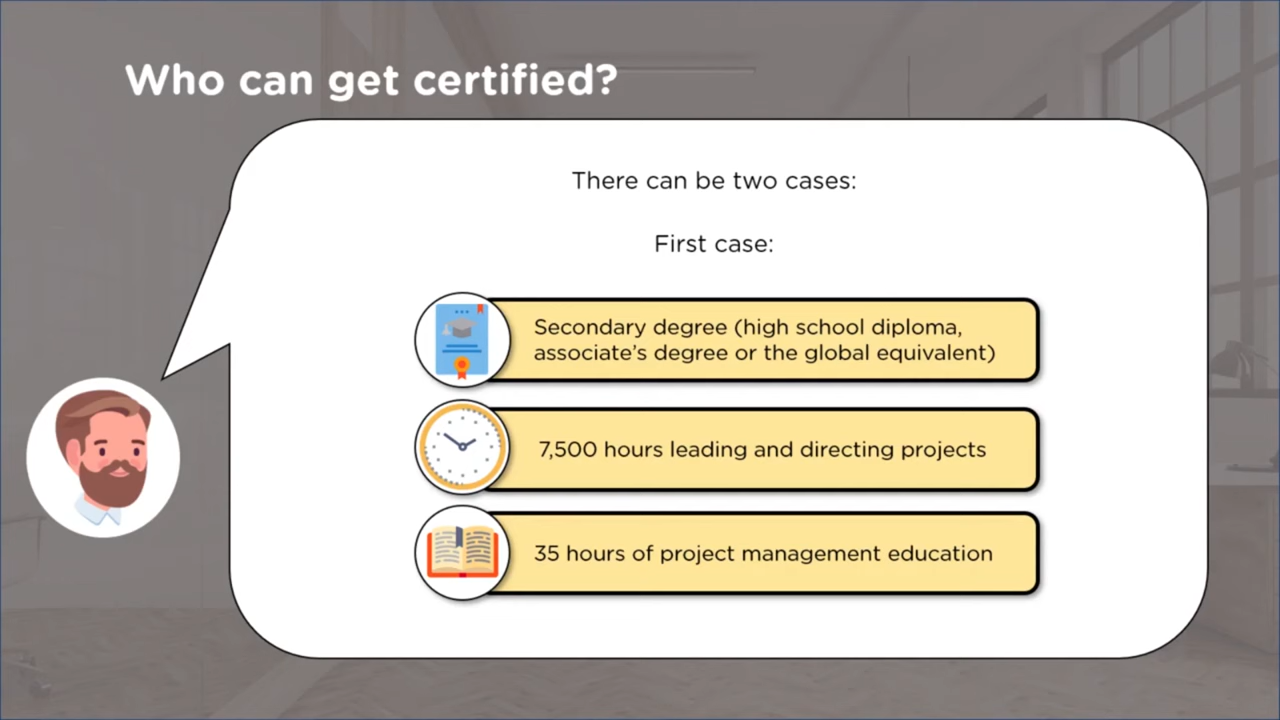 Who can get certified?
There can be two cases:
First case:
Secondary degree (high school diploma,
associate's degree or the global equivalent)
7,500 hours leading and directing projects
35 hours of project management education